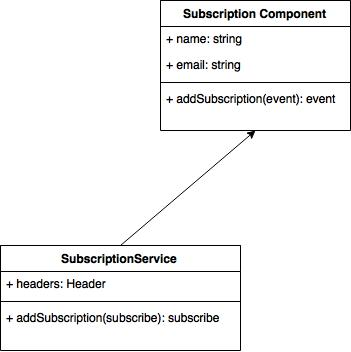 Subscription Component
+ name: string
+ email: string
+ addSubscription(event): event
SubscriptionService
+ headers: Header
+ addSubscription(subscribe): subscribe